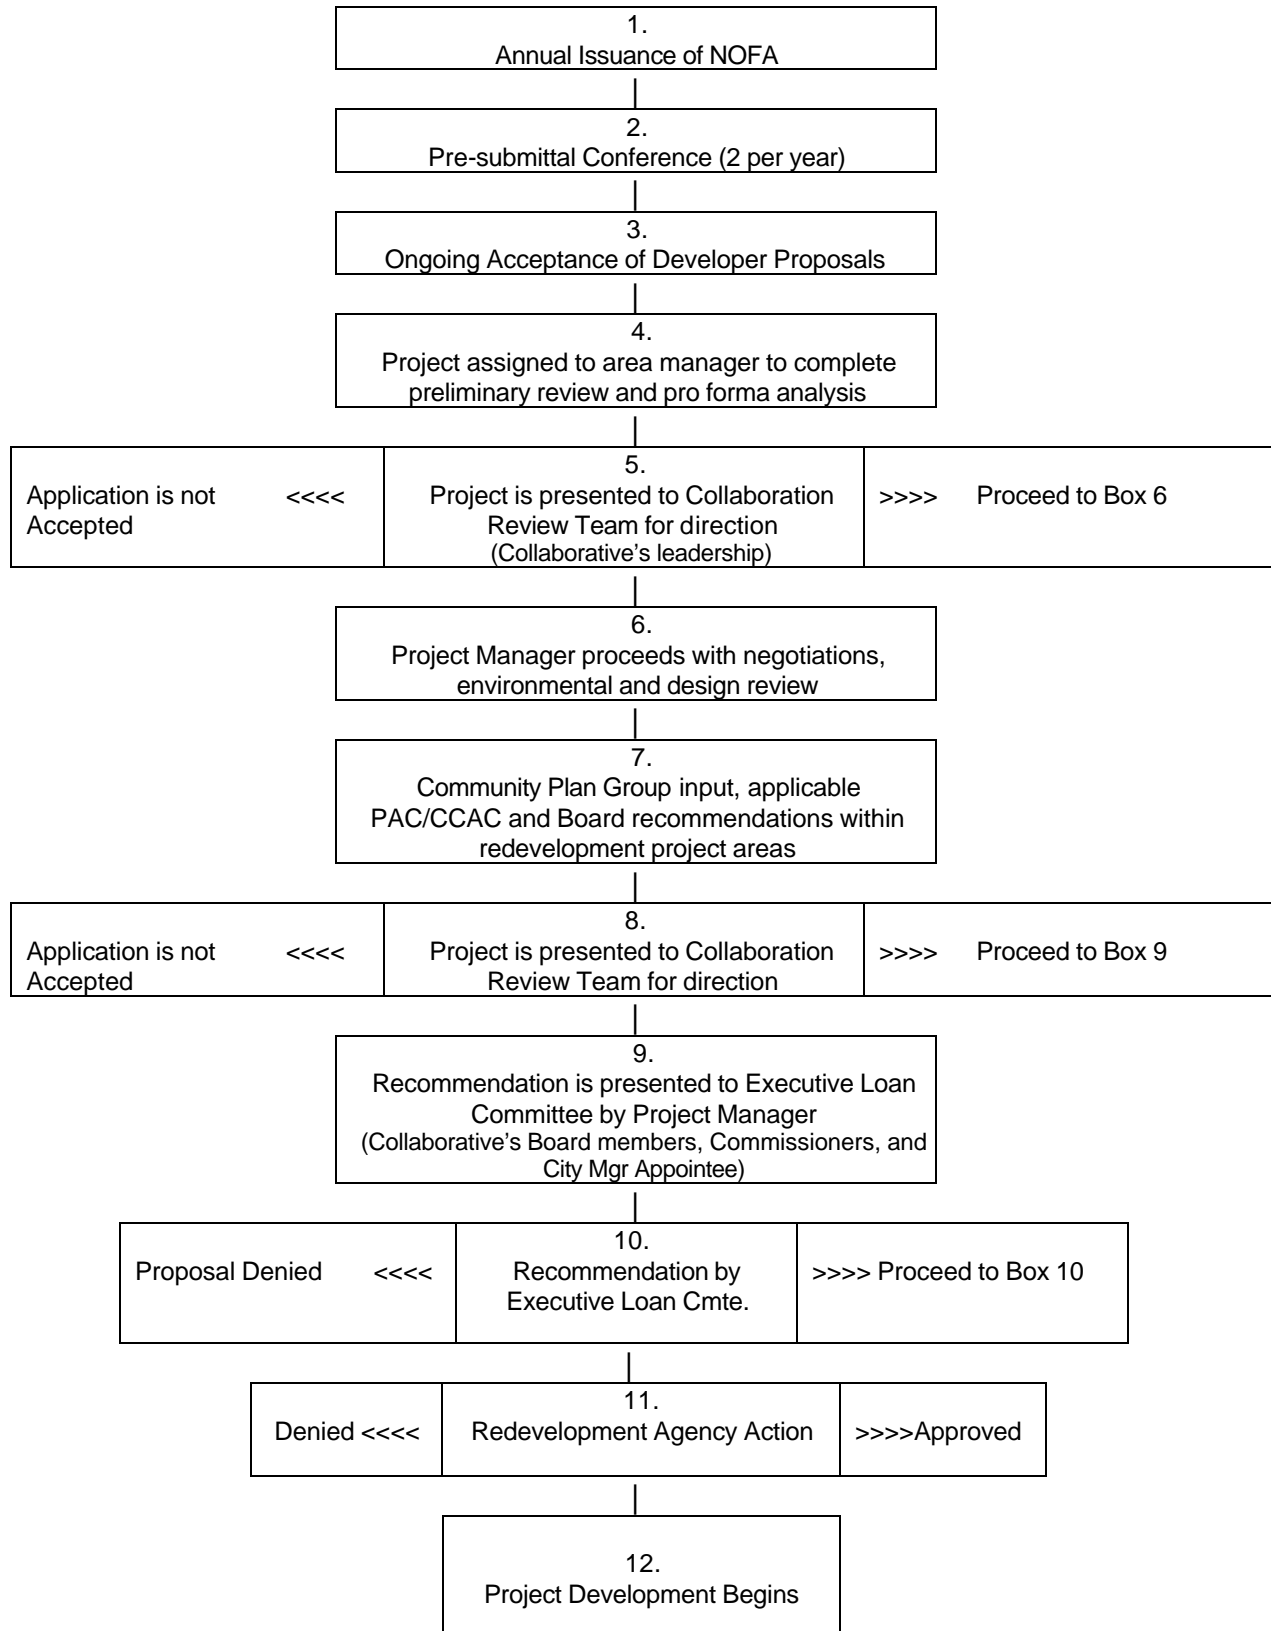 1.
Annual Issuance of NOFA
2.
Pre-submittal Conference (2 per year)
3.
Ongoing Acceptance of Developer Proposals
4.
Project assigned to area manager to complete
preliminary review and pro forma analysis
Application is not <<<<
Accepted
5.
Project is presented to Collaboration
Review Team for direction
(Collaborative's leadership)
>>>> Proceed to Box 6
6.
Project Manager proceeds with negotiations,
environmental and design review
7.
Community Plan Group input, applicable
PAC/CCAC and Board recommendations within
redevelopment project areas
Application is not <<<<
Accepted
8.
Project is presented to Collaboration
Review Team for direction
>>>> Proceed to Box 9
9.
Recommendation is presented to Executive Loan
Committee by Project Manager
(Collaborative's Board members, Commissioners, and
City Mgr Appointee)
Proposal Denied <<<<
10.
Recommendation by
Executive Loan Cmte.
>>>> Proceed to Box 10
Denied <<<<
11.
Redevelopment Agency Action
>>>>Approved
12.
Project Development Begins